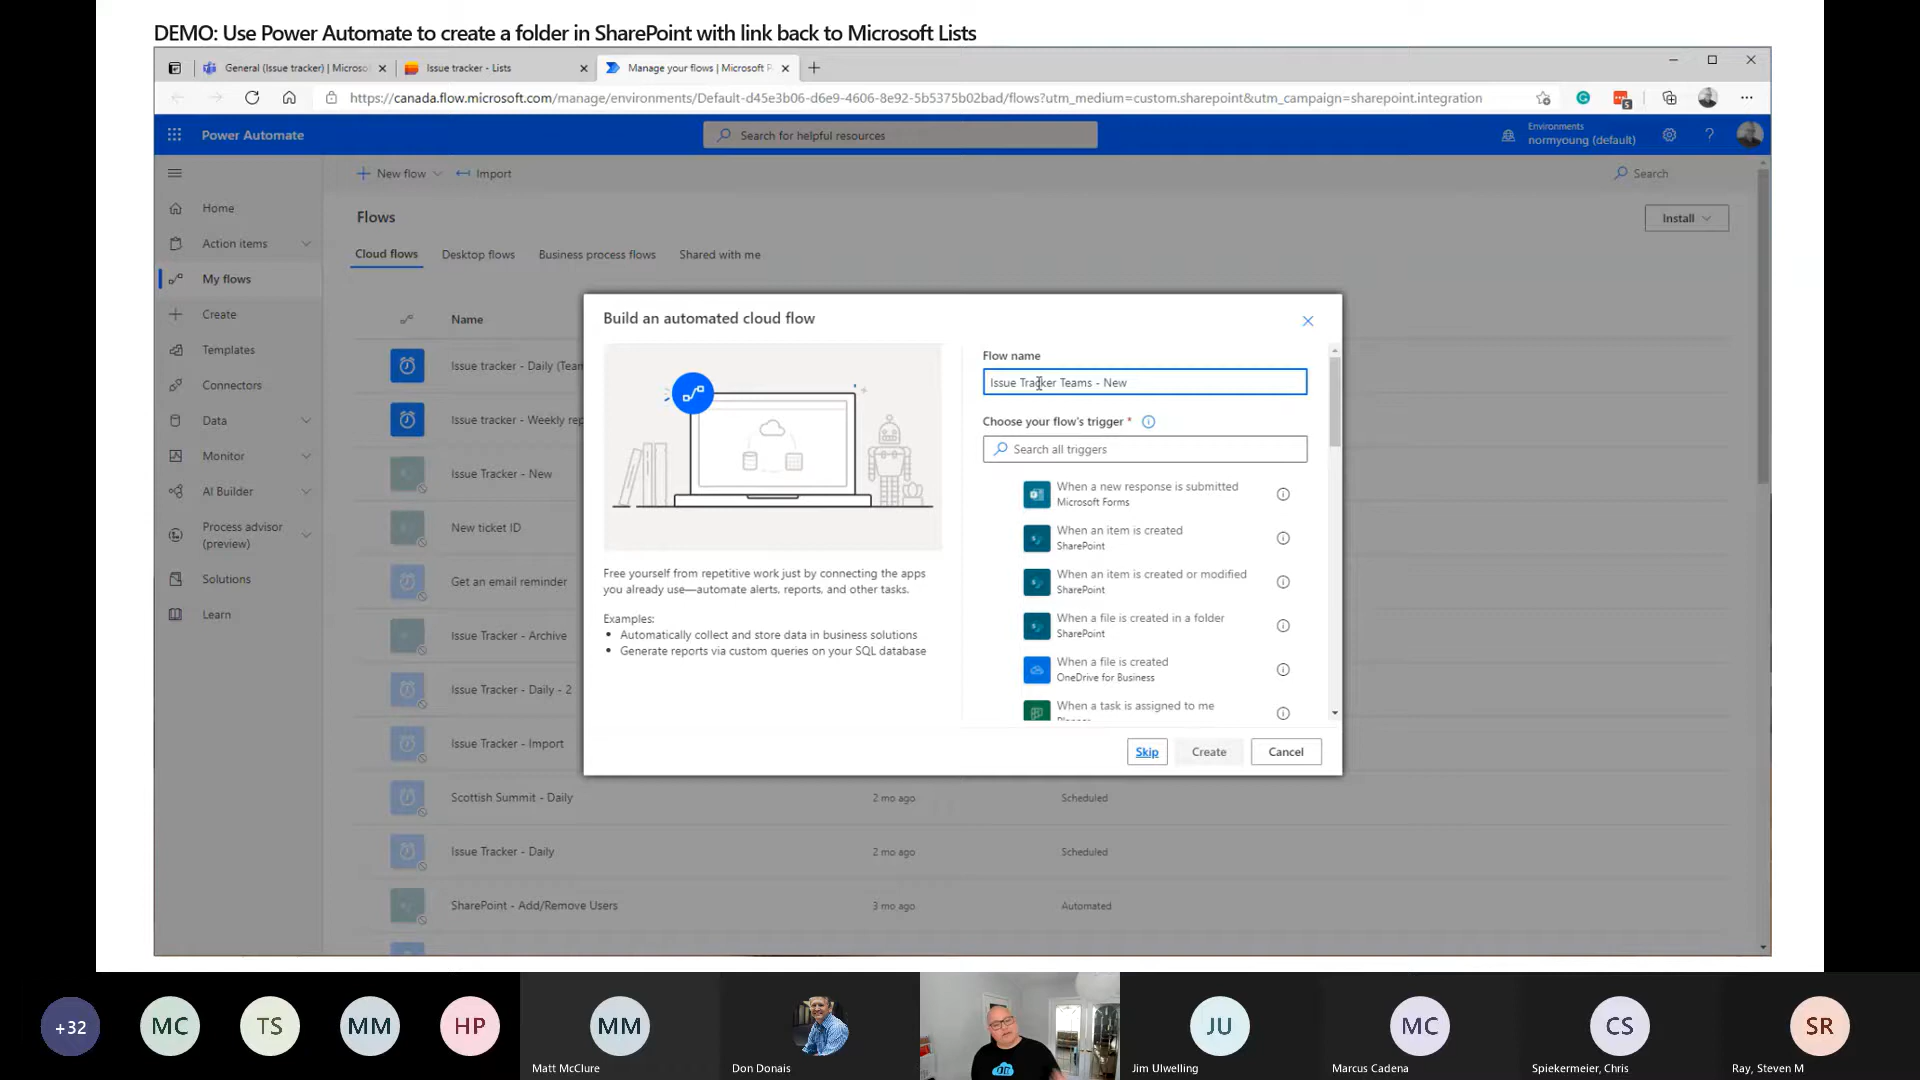 DEMO: Use Power Automate to create a folder in SharePoint with link back to Microsoft Lists
General (Issue tracker) | Microso
Issue tracker - Lists
Manage your flows | Microsoft P
https://canada.flow.microsoft.com/manage/environments/Default-d45e3b06-d6e9-4606-8e92-5b5375b02bad/flows?utm_medium=custom.sharepoint&utm_campaign=sharepoint.integration
5
Power Automate
Search for helpful resources
Environments
normyoung (default)
?
New flow
Import
Search
Home
Flows
Install
Action items
Cloud flows
Desktop flows
Business process flows
Shared with me
My flows
Create
Name
Templates
Connectors
Data
Monitor
AI Builder
Process advisor
(preview)
Solutions
Learn
Issue tracker - Daily (Team
Issue tracker - Weekly rep
Issue Tracker - New
New ticket ID
Get an email reminder
Issue Tracker - Archive
Issue Tracker - Daily - 2
Issue Tracker - Import
Scottish Summit - Daily
2 mo ago
Scheduled
Issue Tracker - Daily
2 mo ago
Scheduled
SharePoint - Add/Remove Users
3 mo ago
Automated
Build an automated cloud flow
Free yourself from repetitive work just by connecting the apps
you already use—automate alerts, reports, and other tasks.
Examples:
• Automatically collect and store data in business solutions
• Generate reports via custom queries on your SQL database
Flow name
Issue Tracker Teams - New
Choose your flow's trigger *
Search all triggers
When a new response is submitted
Microsoft Forms
When an item is created
SharePoint
When an item is created or modified
SharePoint
When a file is created in a folder
SharePoint
When a file is created
OneDrive for Business
When a task is assigned to me
Planner
Skip
Create
Cancel
+32
MC
TS
MM
HP
MM
Matt McClure
Don Donais
JU
Jim Ulwelling
MC
Marcus Cadena
CS
Spiekermeier, Chris
SR
Ray, Steven M